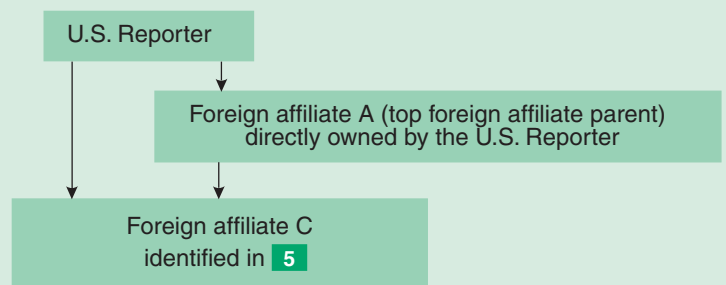 U.S. Reporter
Foreign affiliate A (top foreign affiliate parent)
directly owned by the U.S. Reporter
Foreign affiliate C
identified in 5